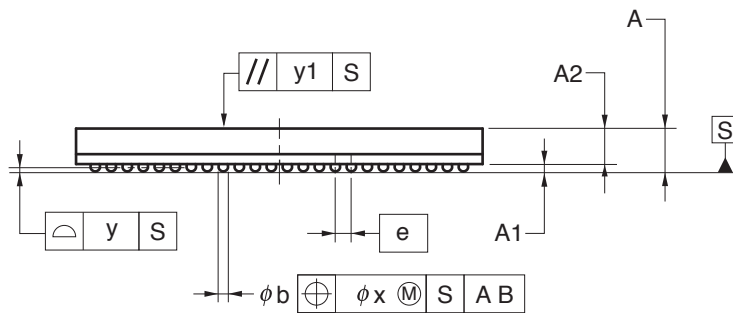 A
// y1 S
A2
S
y S
e
A1
φb ⌖ φx Ⓜ S A B